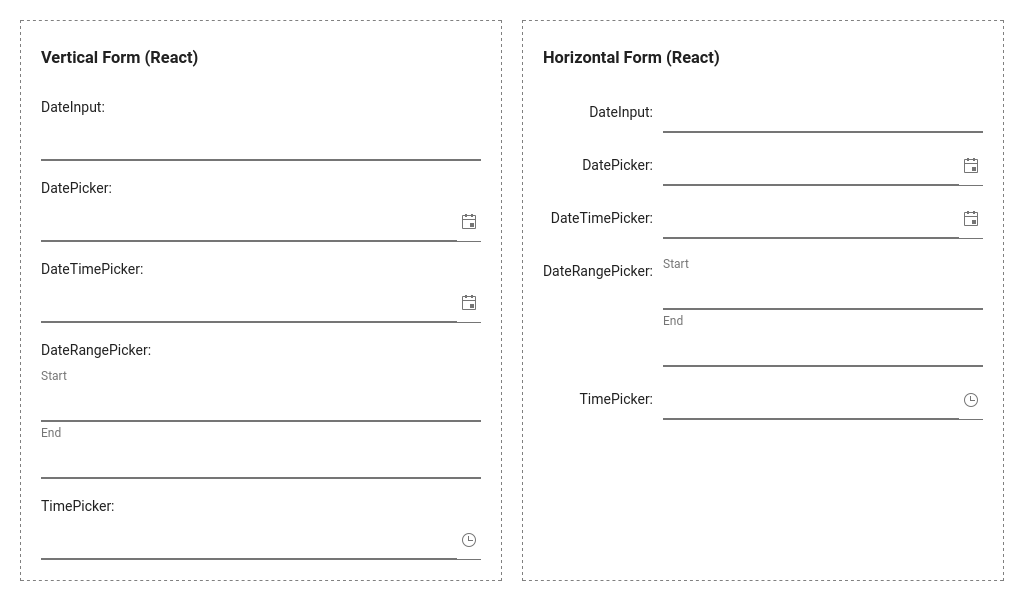 Vertical Form (React)
DateInput:
DatePicker:
DateTimePicker:
DateRangePicker:
Start
End
TimePicker:
Horizontal Form (React)
DateInput:
DatePicker:
DateTimePicker:
DateRangePicker:
Start
End
TimePicker: